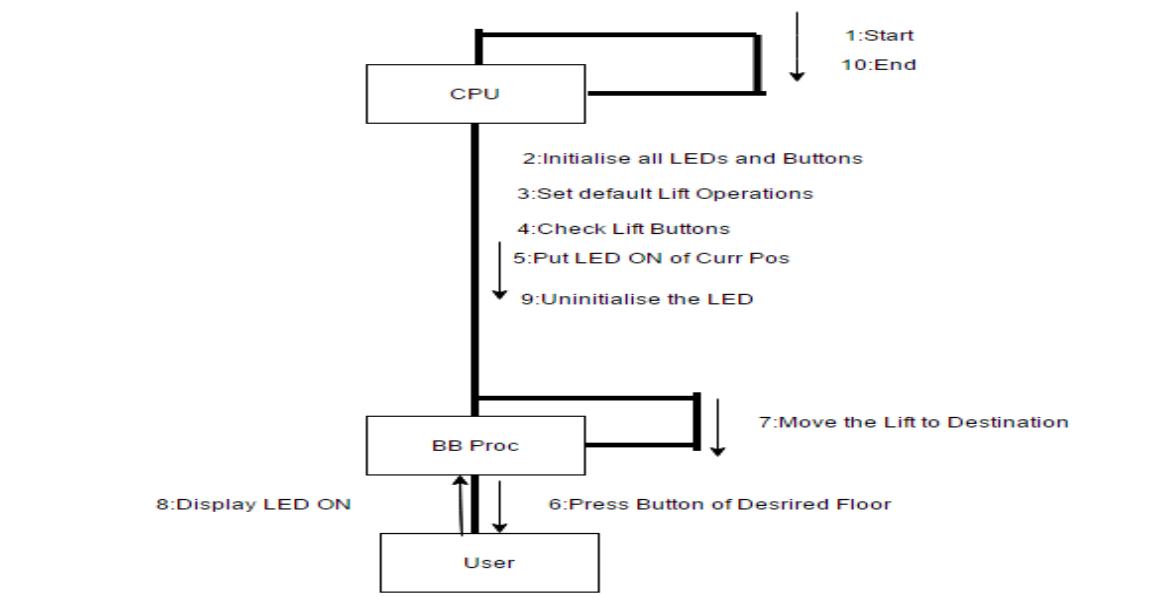 1:Start
10:End
CPU
2:Initialise all LEDs and Buttons
3:Set default Lift Operations
4:Check Lift Buttons
5:Put LED ON of Curr Pos
9:Uninitialise the LED
7:Move the Lift to Destination
BB Proc
8:Display LED ON
6:Press Button of Desrired Floor
User